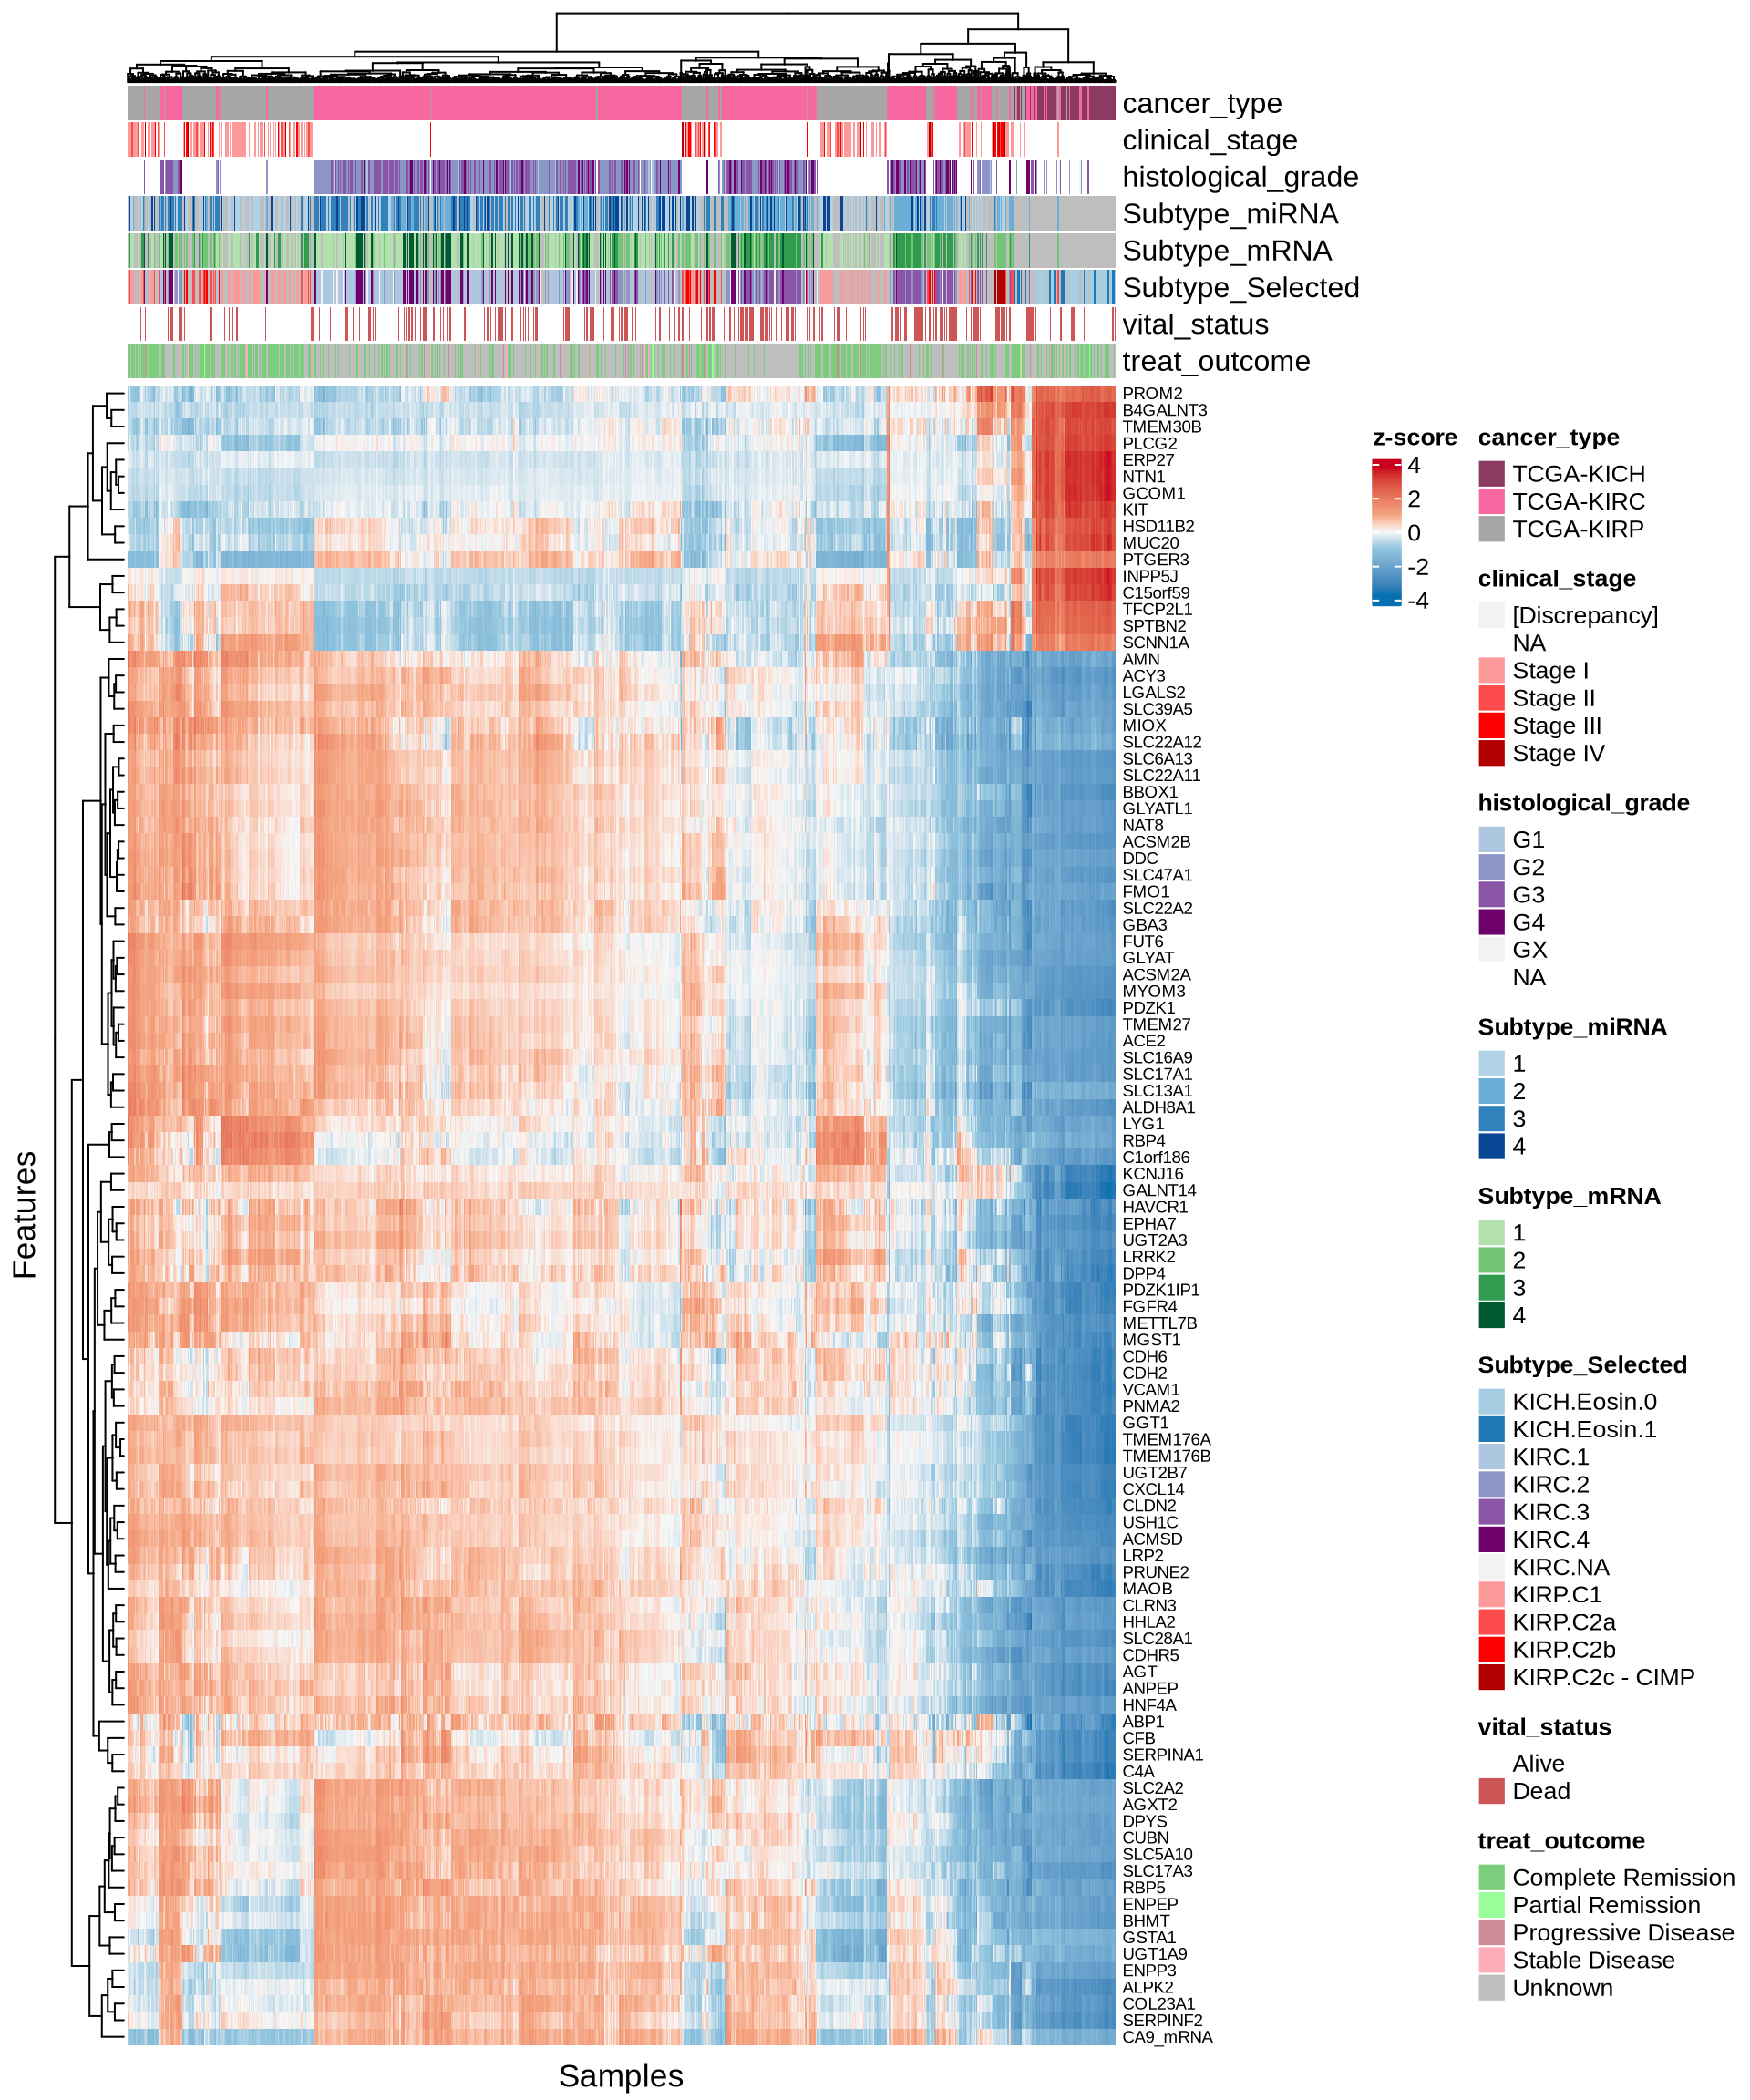 cancer_type
clinical_stage
histological_grade
Subtype_miRNA
Subtype_mRNA
Subtype_Selected
vital_status
treat_outcome
PROM2
B4GALNT3
TMEM30B
PLCG2
ERP27
NTN1
GCOM1
KIT
HSD11B2
MUC20
PTGER3
INPP5J
C15orf59
TFCP2L1
SPTBN2
SCNN1A
AMN
ACY3
LGALS2
SLC39A5
MIOX
SLC22A12
SLC6A13
SLC22A11
BBOX1
GLYATL1
NAT8
ACSM2B
DDC
SLC47A1
FMO1
SLC22A2
GBA3
FUT6
GLYAT
ACSM2A
MYOM3
PDZK1
TMEM27
ACE2
SLC16A9
SLC17A1
SLC13A1
ALDH8A1
LYG1
RBP4
C1orf186
KCNJ16
GALNT14
HAVCR1
EPHA7
UGT2A3
LRRK2
DPP4
PDZK1IP1
FGFR4
METTL7B
MGST1
CDH6
CDH2
VCAM1
PNMA2
GGT1
TMEM176A
TMEM176B
UGT2B7
CXCL14
CLDN2
USH1C
ACMSD
LRP2
PRUNE2
MAOB
CLRN3
HHLA2
SLC28A1
CDHR5
AGT
ANPEP
HNF4A
ABP1
CFB
SERPINA1
C4A
SLC2A2
AGXT2
DPYS
CUBN
SLC5A10
SLC17A3
RBP5
ENPEP
BHMT
GSTA1
UGT1A9
ENPP3
ALPK2
COL23A1
SERPINF2
CA9_mRNA
Features
Samples
z-score
4
2
0
-2
-4
cancer_type
TCGA-KICH
TCGA-KIRC
TCGA-KIRP
clinical_stage
[Discrepancy]
NA
Stage I
Stage II
Stage III
Stage IV
histological_grade
G1
G2
G3
G4
GX
NA
Subtype_miRNA
1
2
3
4
Subtype_mRNA
1
2
3
4
Subtype_Selected
KICH.Eosin.0
KICH.Eosin.1
KIRC.1
KIRC.2
KIRC.3
KIRC.4
KIRC.NA
KIRP.C1
KIRP.C2a
KIRP.C2b
KIRP.C2c - CIMP
vital_status
Alive
Dead
treat_outcome
Complete Remission
Partial Remission
Progressive Disease
Stable Disease
Unknown